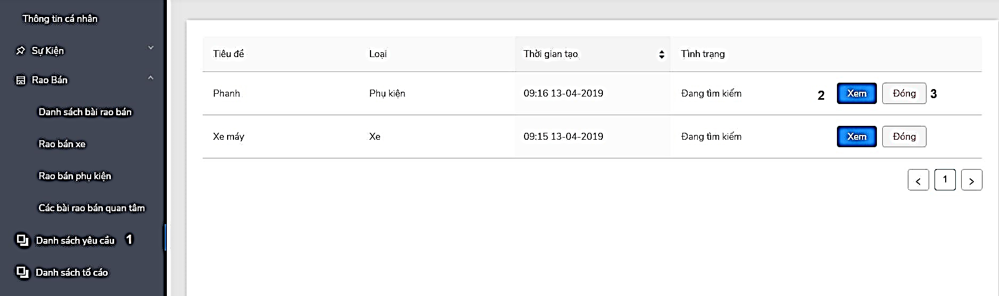 Thông tin cá nhân
Sự Kiện
Rao Bán
Danh sách bài rao bán
Rao bán xe
Rao bán phụ kiện
Các bài rao bán quan tâm
Danh sách yêu cầu 1
Danh sách tố cáo
Tiêu đề Loại Thời gian tạo Tình trạng
Phanh Phụ kiện 09:16 13-04-2019 Đang tìm kiếm 2 Xem Đóng 3
Xe máy Xe 09:15 13-04-2019 Đang tìm kiếm Xem Đóng
< 1 >